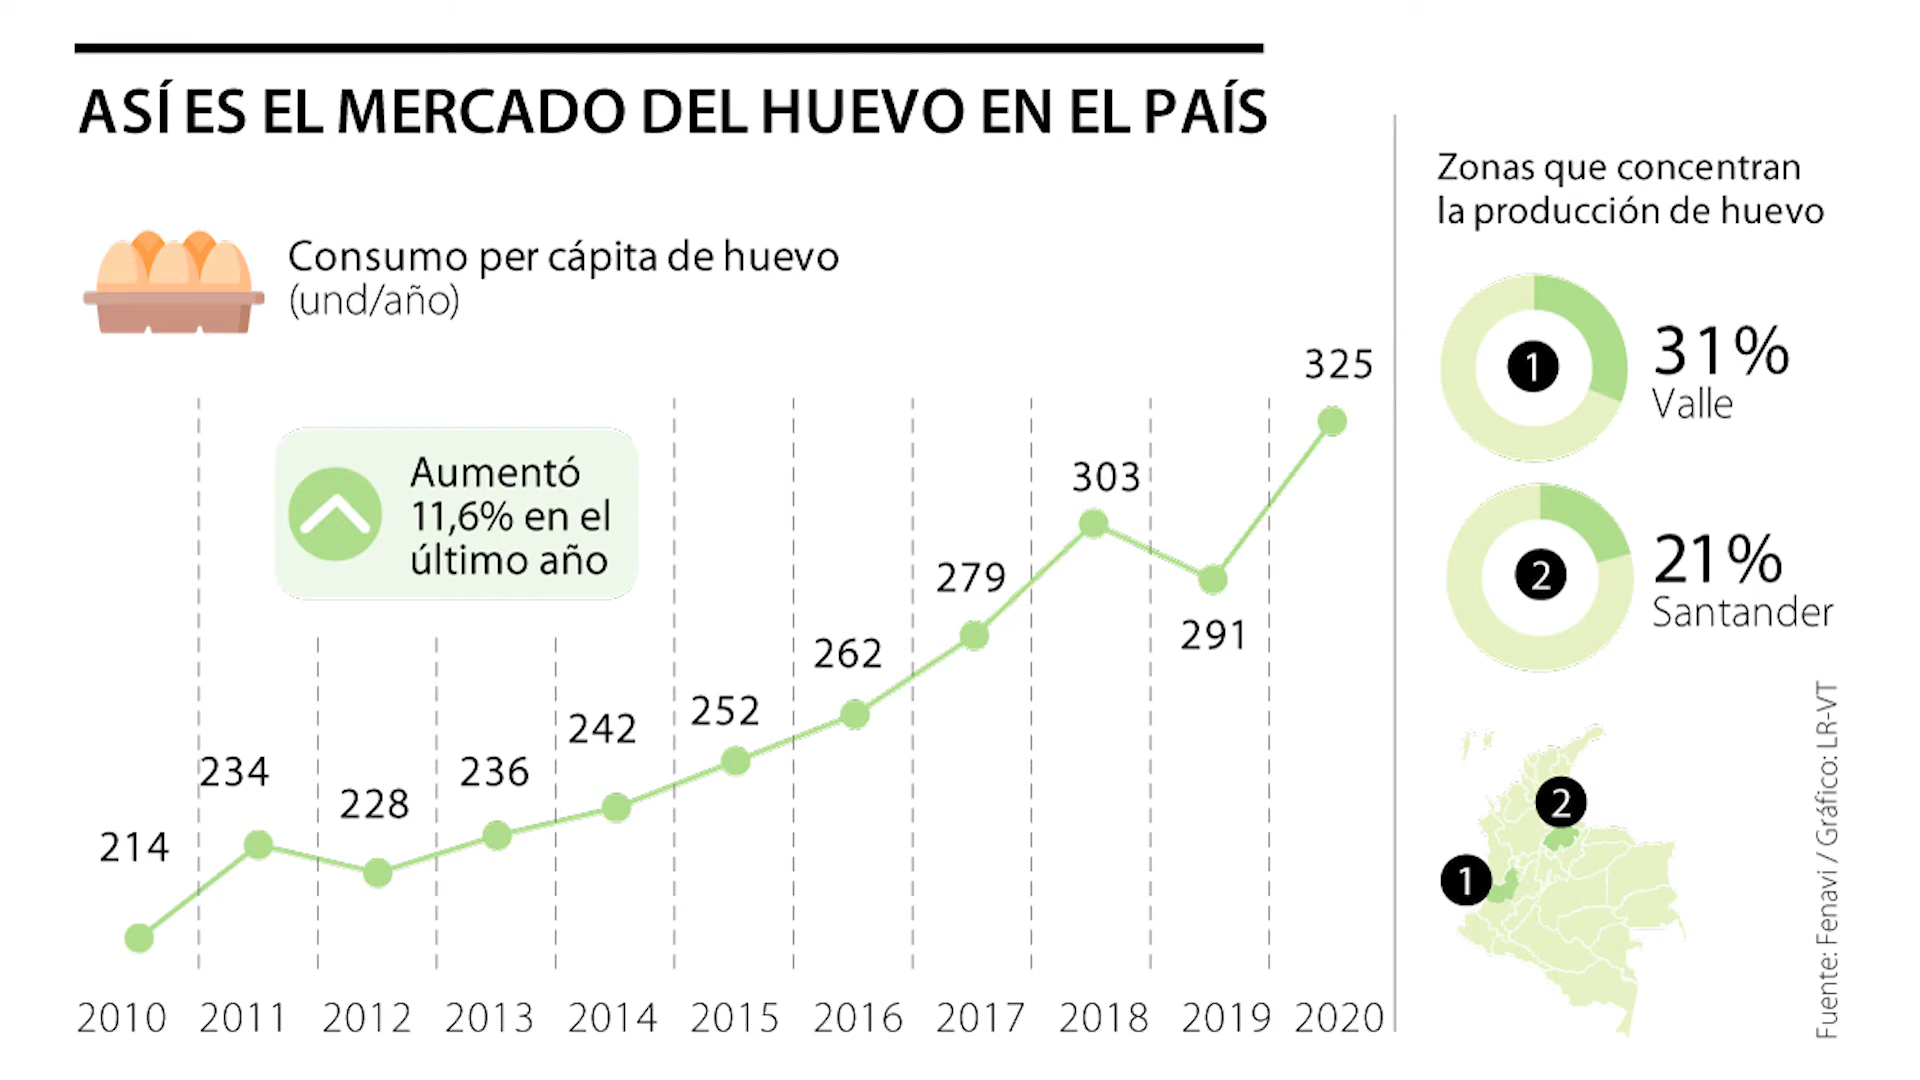 ASÍ ES EL MERCADO DEL HUEVO EN EL PAÍS
Consumo per cápita de huevo
(und/año)
Aumentó
11,6% en el
último año
214
234
228
236
242
252
262
279
303
291
325
2010 2011 2012 2013 2014 2015 2016 2017 2018 2019 2020
Zonas que concentran
la producción de huevo
1
31%
Valle
2
21%
Santander
2
1
Fuente: Fenavi / Gráfico: LR-VT